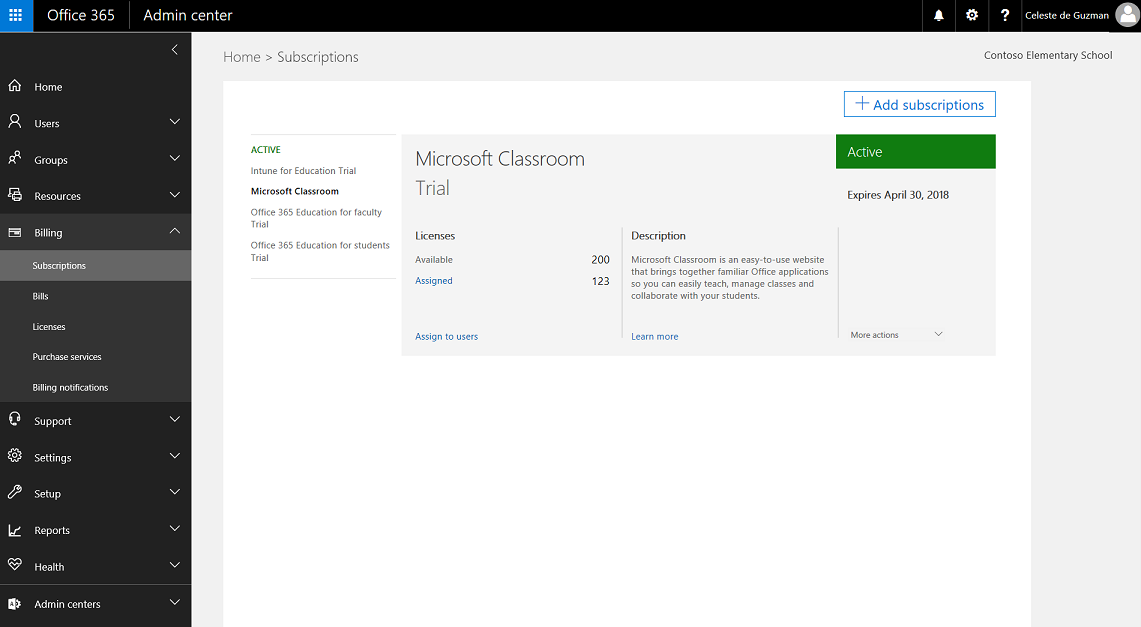 Office 365
Admin center
?
Celeste de Guzman
Home
Users
Groups
Resources
Billing
Subscriptions
Bills
Licenses
Purchase services
Billing notifications
Support
Settings
Setup
Reports
Health
Admin centers
Home > Subscriptions
Contoso Elementary School
+ Add subscriptions
ACTIVE
Intune for Education Trial
Microsoft Classroom
Office 365 Education for faculty
Trial
Office 365 Education for students
Trial
Microsoft Classroom
Trial
Licenses
Available 200
Assigned 123
Assign to users
Description
Microsoft Classroom is an easy-to-use website
that brings together familiar Office applications
so you can easily teach, manage classes and
collaborate with your students.
Learn more
Active
Expires April 30, 2018
More actions